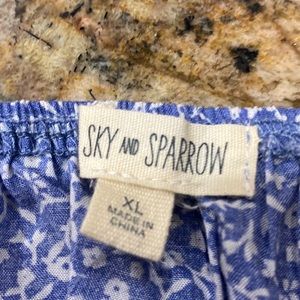 SKY AND SPARROW
XL
MADE IN
CHINA